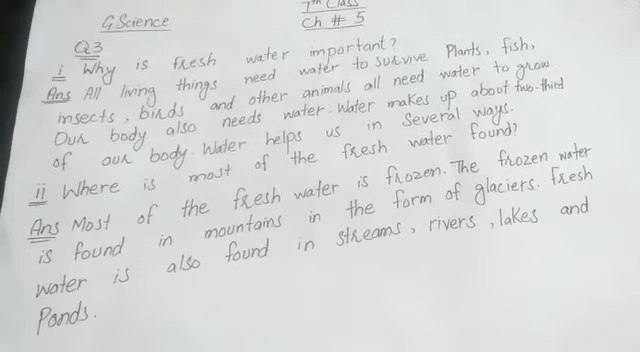 G.Science
7th Class
Ch # 5
Q3
i Why is fresh water important?
Ans All living things need water to survive. Plants, fish,
insects, birds and other animals all need water to grow.
Our body also needs water. Water makes up about two-third
of our body. Water helps us in several ways.
ii Where is most of the fresh water found?
Ans Most of the fresh water is frozen. The frozen water
is found in mountains in the form of glaciers. Fresh
water is also found in streams, rivers, lakes and
Ponds.